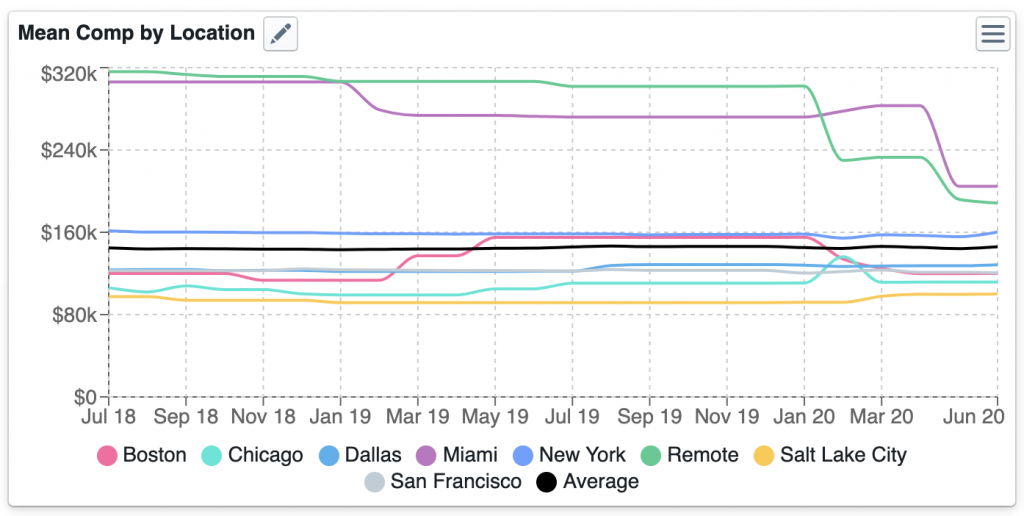 Mean Comp by Location
$320k
$240k
$160k
$80k
$0
Jul 18 Sep 18 Nov 18 Jan 19 Mar 19 May 19 Jul 19 Sep 19 Nov 19 Jan 20 Mar 20 Jun 20
Boston Chicago Dallas Miami New York Remote Salt Lake City
San Francisco Average